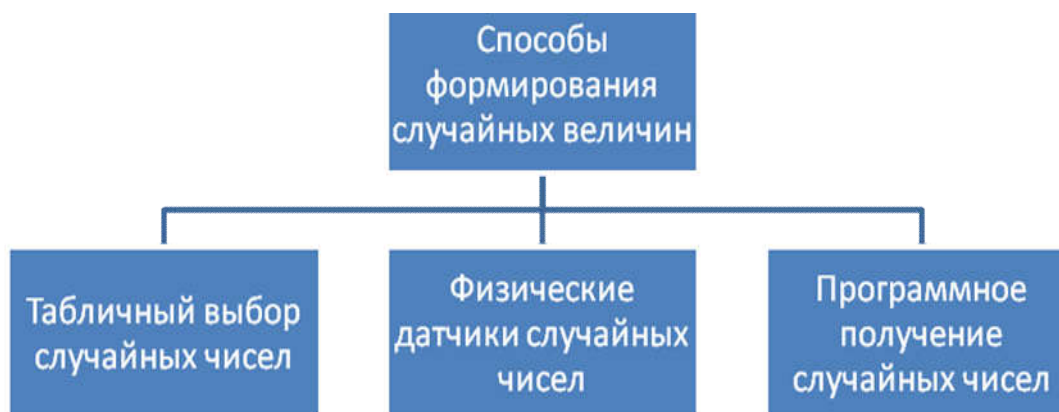 Способы
формирования
случайных величин
Табличный выбор
случайных чисел
Физические
датчики случайных
чисел
Программное
получение
случайных чисел